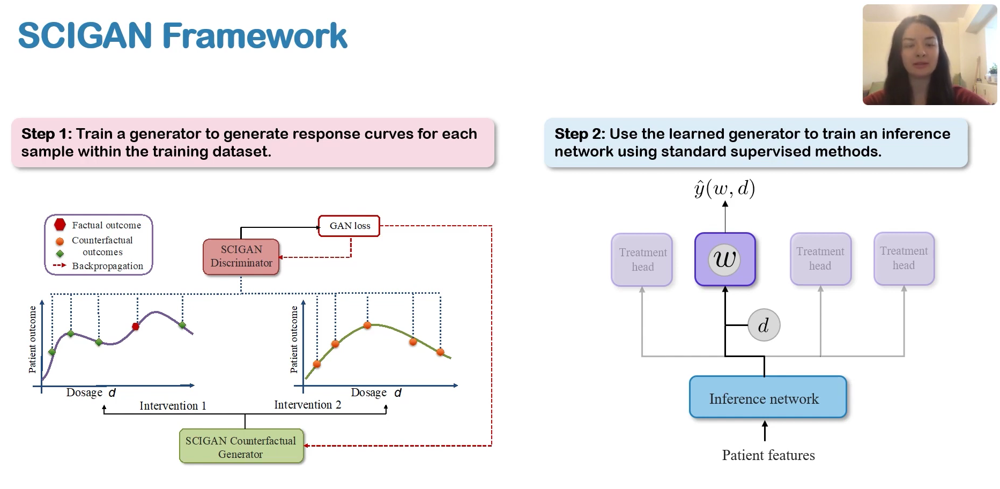 SCIGAN Framework
Step 1: Train a generator to generate response curves for each
sample within the training dataset.
Step 2: Use the learned generator to train an inference
network using standard supervised methods.
Factual outcome
Counterfactual
outcomes
Backpropagation
SCIGAN
Discriminator
GAN loss
Patient outcome
Dosage d
Intervention 1
Patient outcome
Dosage d
Intervention 2
SCIGAN Counterfactual
Generator
ŷ(w, d)
Treatment
head
w
Treatment
head
Treatment
head
d
Inference network
Patient features